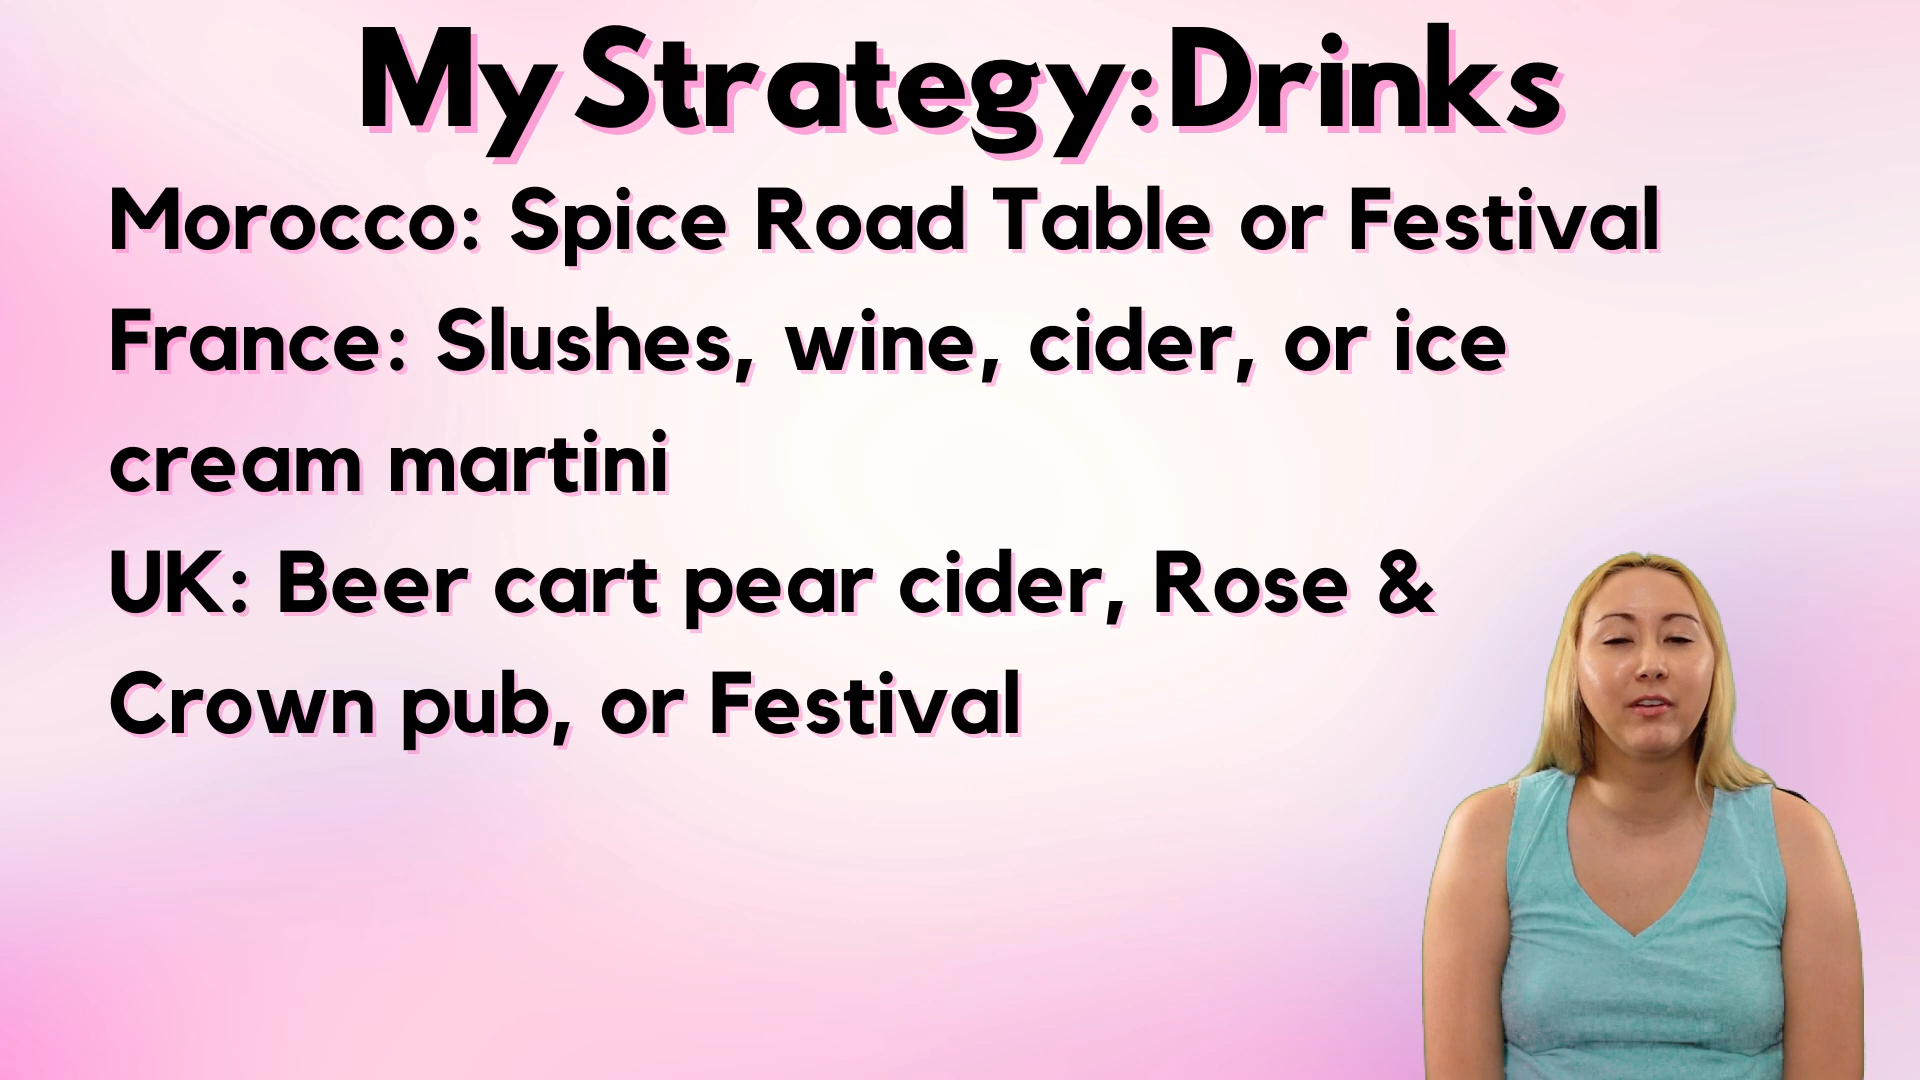 My Strategy: Drinks
Morocco: Spice Road Table or Festival
France: Slushes, wine, cider, or ice
cream martini
UK: Beer cart pear cider, Rose &
Crown pub, or Festival